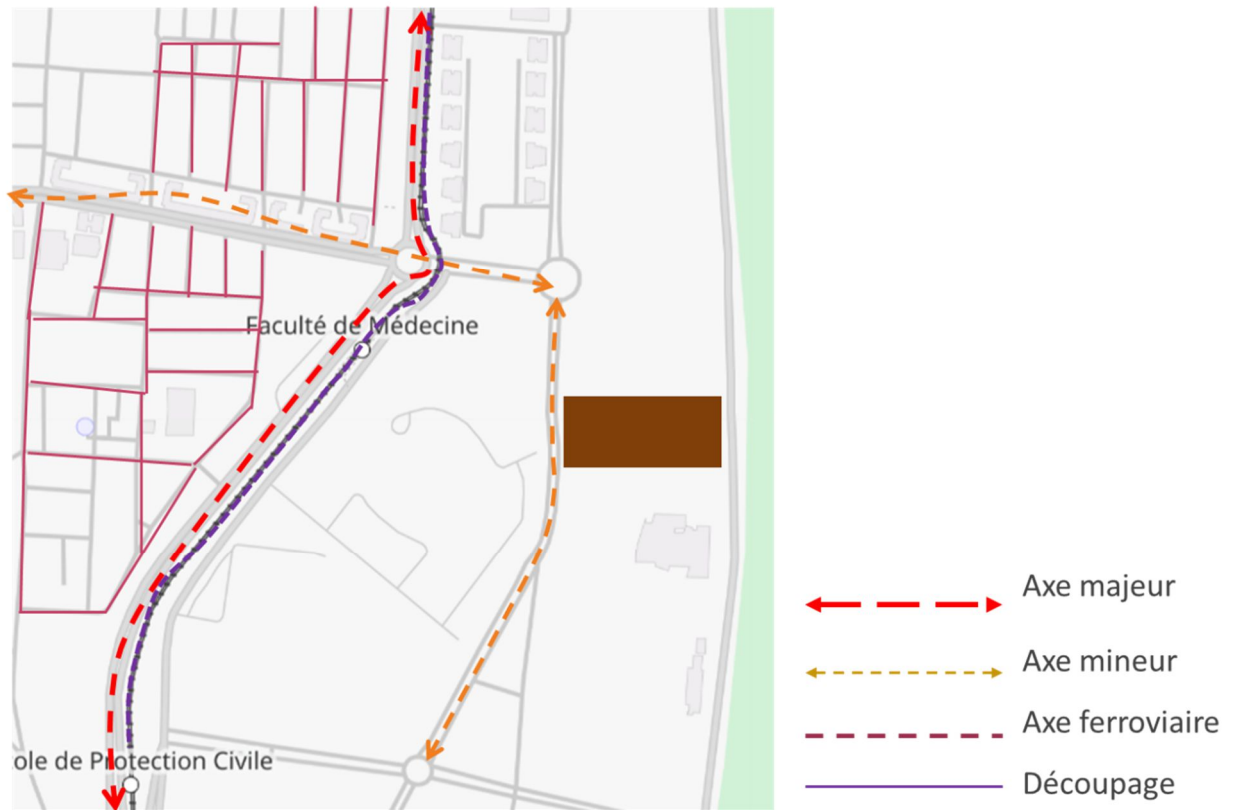 Faculté de Médecine
ole de Protection Civile
Axe majeur
Axe mineur
Axe ferroviaire
Découpage